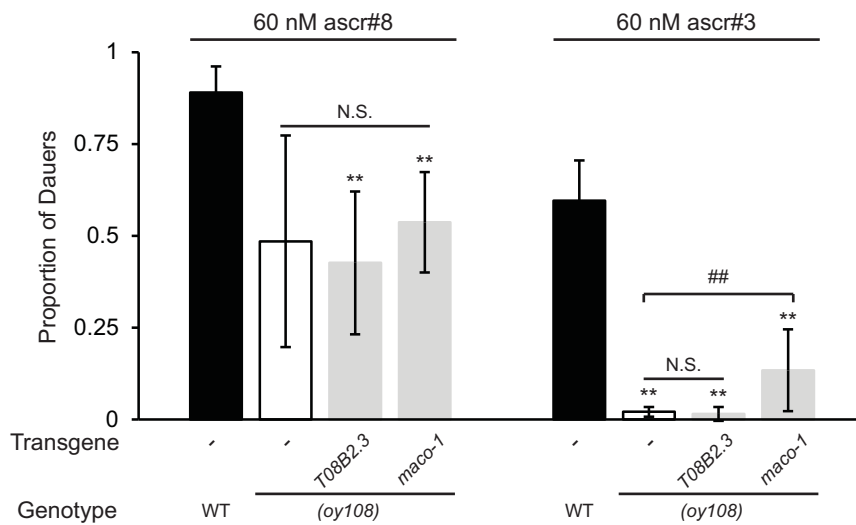 60 nM ascr#8 60 nM ascr#3
1
0.75
0.5
0.25
0
Proportion of Dauers
N.S.
** **
##
**
N.S.
** **
Transgene - - T08B2.3 maco-1 - - T08B2.3 maco-1
Genotype WT (oy108) WT (oy108)